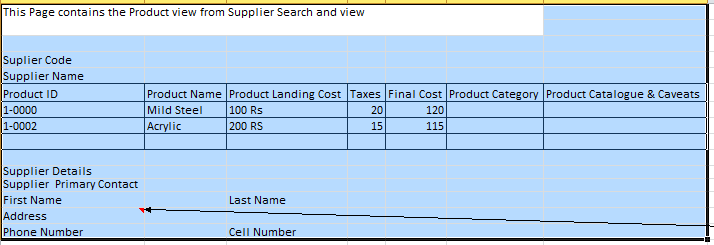 This Page contains the Product view from Supplier Search and view
Suplier Code
Supplier Name
Product ID Product Name Product Landing Cost Taxes Final Cost Product Category Product Catalogue & Caveats
1-0000 Mild Steel 100 Rs 20 120
1-0002 Acrylic 200 RS 15 115
Supplier Details
Supplier Primary Contact
First Name Last Name
Address
Phone Number Cell Number